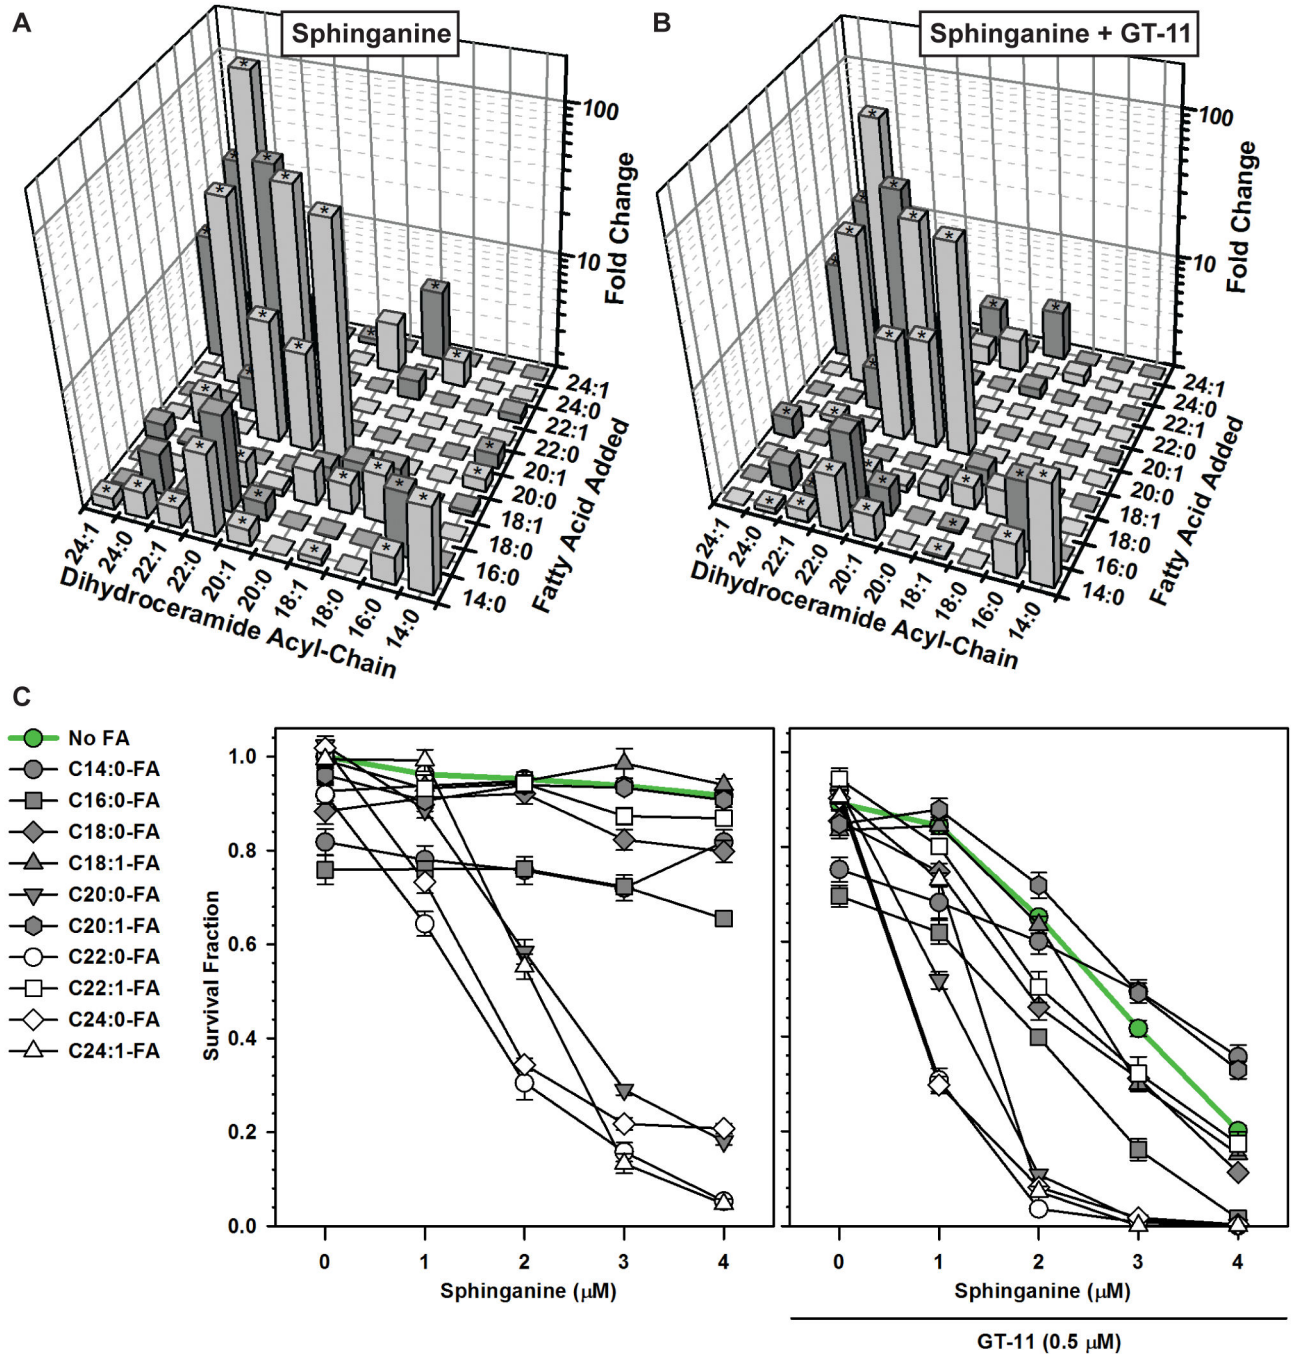 A
Sphinganine
100
10
Fold Change
24:1
24:0
22:1
22:0
20:1
20:0
18:1
18:0
16:0
14:0
Fatty Acid Added
24:1
24:0
22:1
22:0
20:1
20:0
18:1
18:0
16:0
14:0
Dihydroceramide Acyl-Chain
B
Sphinganine + GT-11
100
10
Fold Change
24:1
24:0
22:1
22:0
20:1
20:0
18:1
18:0
16:0
14:0
Fatty Acid Added
24:1
24:0
22:1
22:0
20:1
20:0
18:1
18:0
16:0
14:0
Dihydroceramide Acyl-Chain
C
No FA
C14:0-FA
C16:0-FA
C18:0-FA
C18:1-FA
C20:0-FA
C20:1-FA
C22:0-FA
C22:1-FA
C24:0-FA
C24:1-FA
Survival Fraction
1.0
0.8
0.6
0.4
0.2
0.0
0 1 2 3 4
Sphinganine (μM)
0 1 2 3 4
Sphinganine (μM)
GT-11 (0.5 μM)